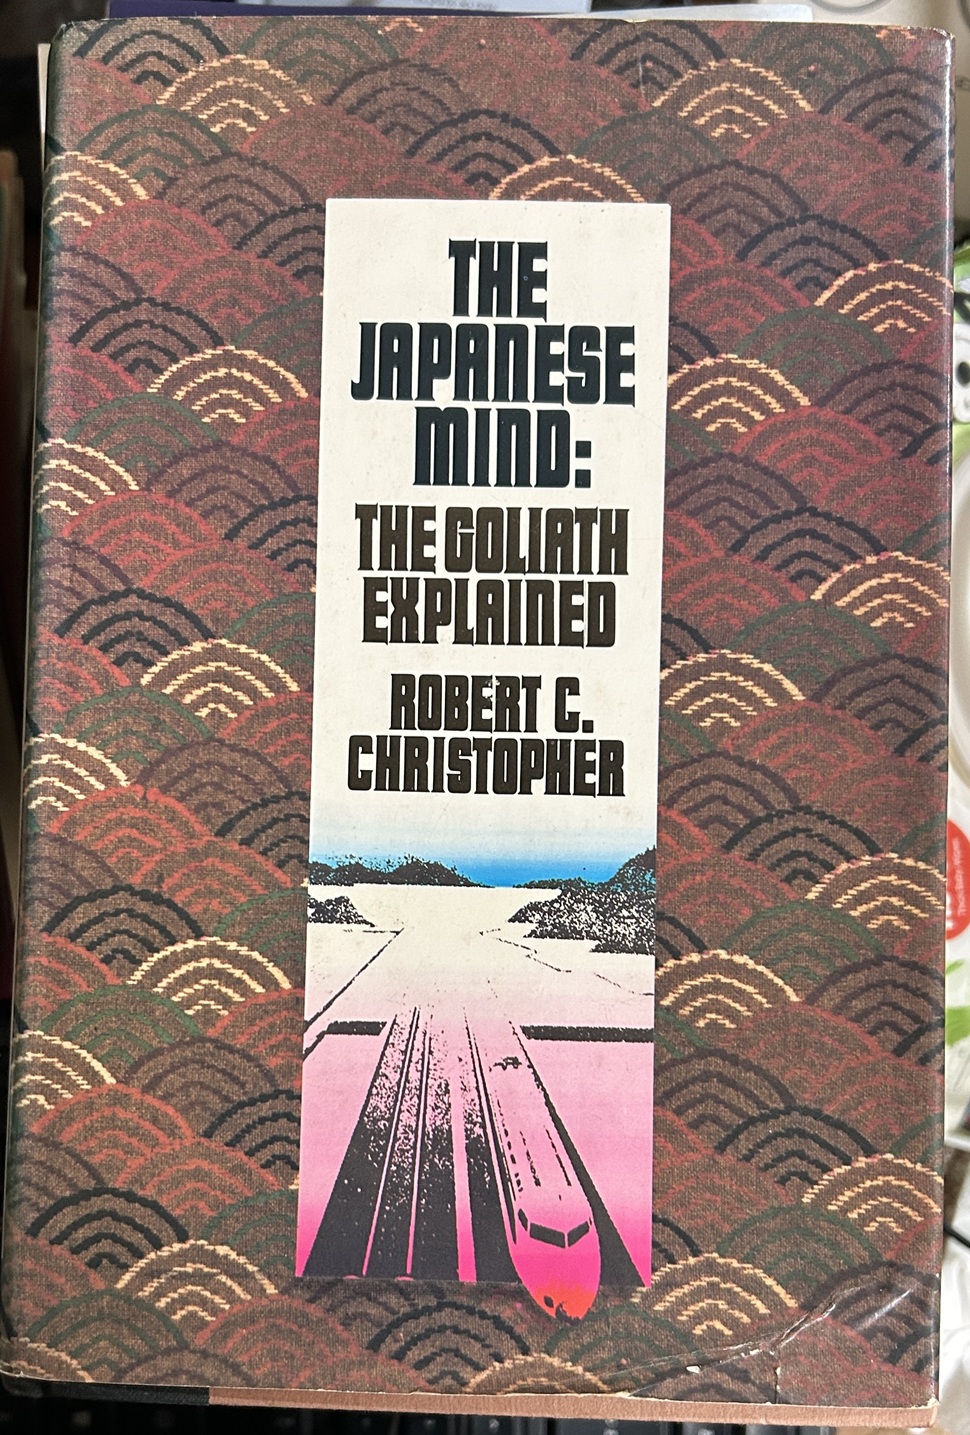 THE
JAPANESE
MIND:
THE GOLIATH
EXPLAINED
ROBERT C.
CHRISTOPHER